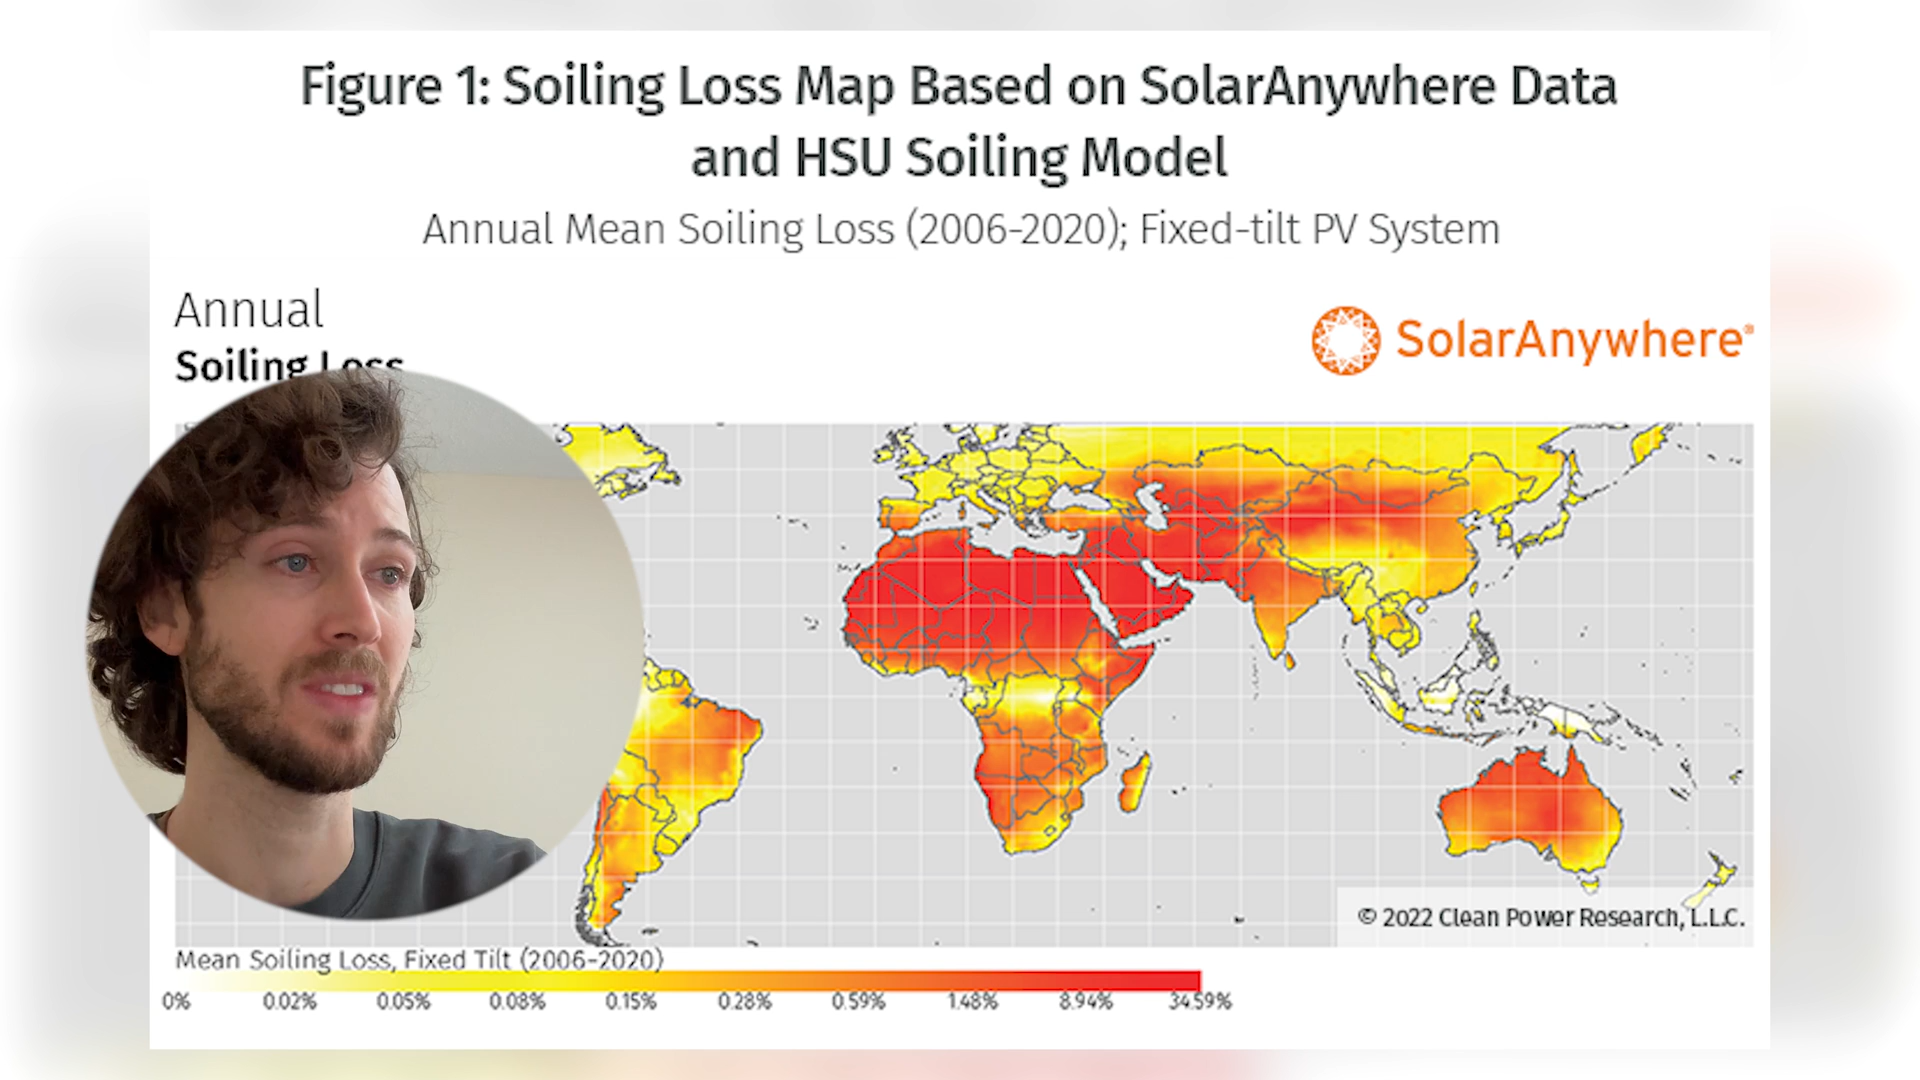 Figure 1: Soiling Loss Map Based on SolarAnywhere Data
and HSU Soiling Model
Annual Mean Soiling Loss (2006-2020); Fixed-tilt PV System
Annual
Soiling Loss
SolarAnywhere®
© 2022 Clean Power Research, L.L.C.
Mean Soiling Loss, Fixed Tilt (2006-2020)
0% 0.02% 0.05% 0.08% 0.15% 0.28% 0.59% 1.48% 8.94% 34.59%